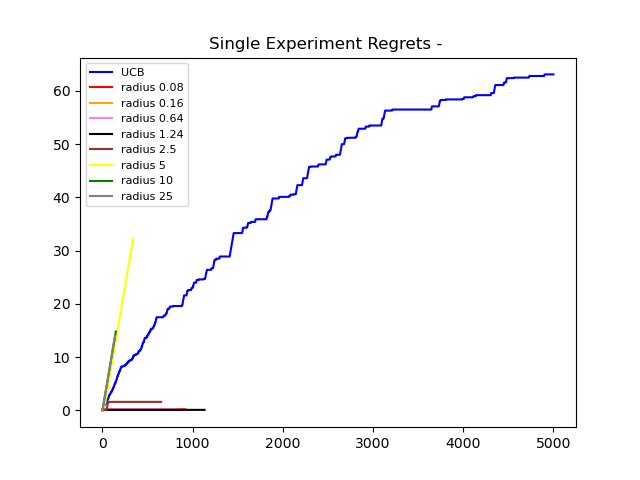 Single Experiment Regrets -
UCB
radius 0.08
radius 0.16
radius 0.64
radius 1.24
radius 2.5
radius 5
radius 10
radius 25
60
50
40
30
20
10
0
0 1000 2000 3000 4000 5000